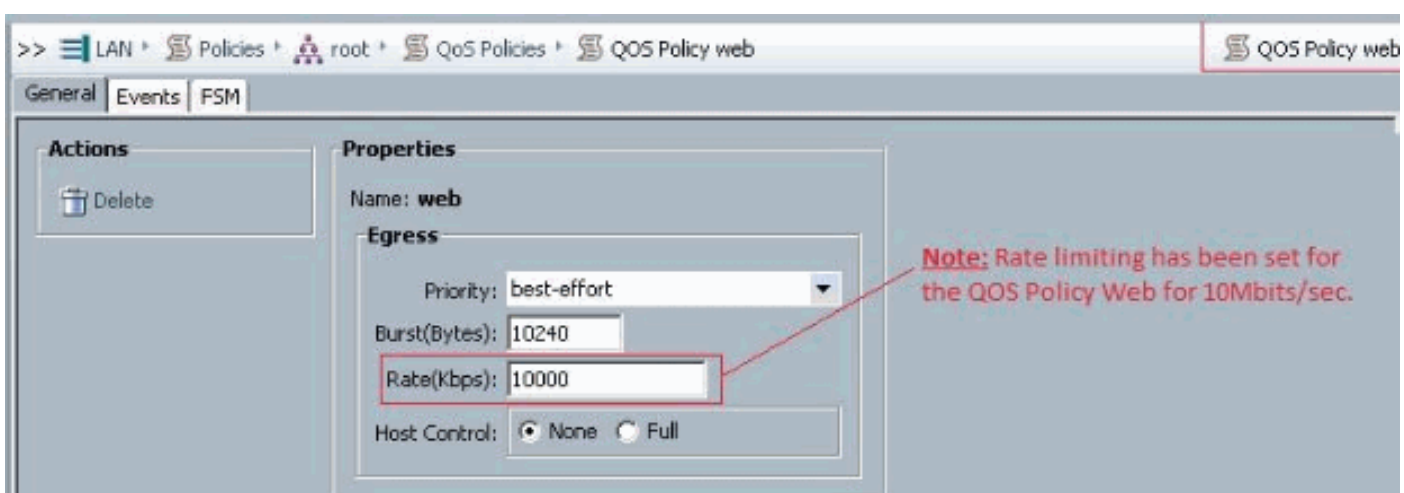 >> LAN Policies root QoS Policies QOS Policy web QOS Policy web
General Events FSM
Actions
Delete
Properties
Name: web
Egress
Priority: best-effort
Burst(Bytes): 10240
Rate(Kbps): 10000
Host Control: None Full
Note: Rate limiting has been set for
the QOS Policy Web for 10Mbits/sec.